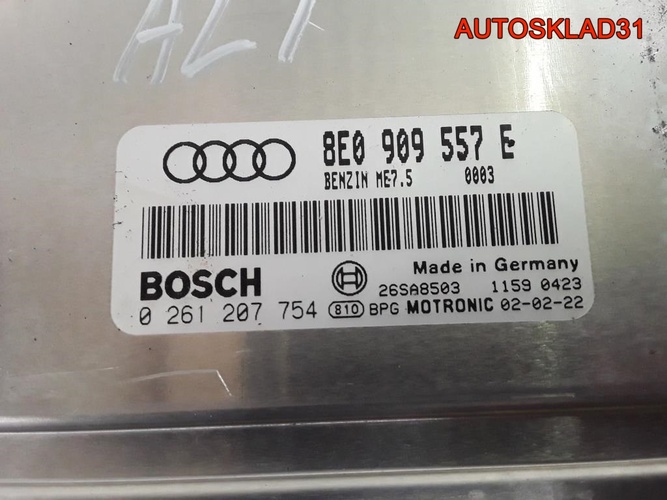 AUTOSKLAD31
ALT
8E0 909 557 E
BENZIN ME7.5 0003
BOSCH
Made in Germany
26SA8503 1159 0423
0 261 207 754 810 BPG MOTRONIC 02-02-22